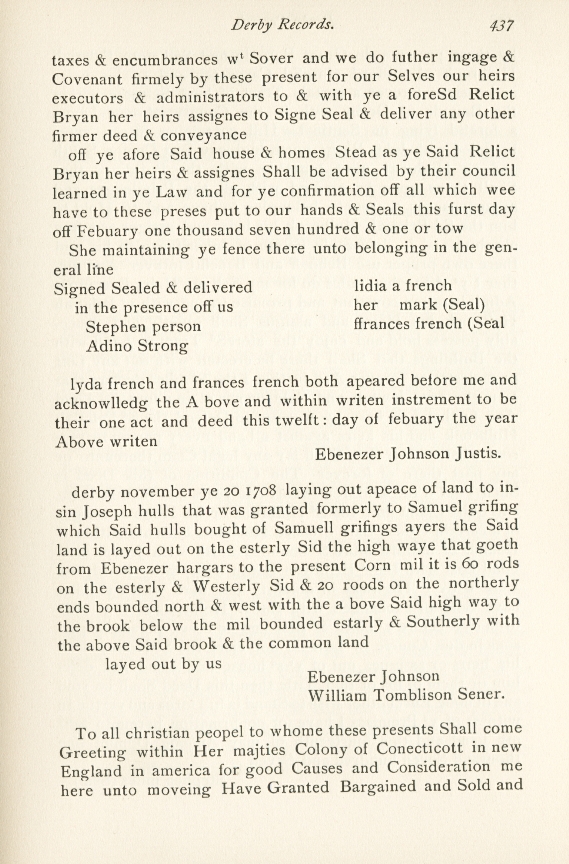 Derby Records. 437
taxes & encumbrances wᵗ Sover and we do futher ingage &
Covenant firmely by these present for our Selves our heirs
executors & administrators to & with ye a foreSd Relict
Bryan her heirs assignes to Signe Seal & deliver any other
firmer deed & conveyance
off ye afore Said house & homes Stead as ye Said Relict
Bryan her heirs & assignes Shall be advised by their council
learned in ye Law and for ye confirmation off all which wee
have to these preses put to our hands & Seals this furst day
off Febuary one thousand seven hundred & one or tow
She maintaining ye fence there unto belonging in the gen-
eral line
Signed Sealed & delivered lidia a french
in the presence off us her mark (Seal)
Stephen person ffrances french (Seal
Adino Strong
lyda french and frances french both apeared before me and
acknowlledg the A bove and within writen instrement to be
their one act and deed this twelft : day of febuary the year
Above writen
Ebenezer Johnson Justis.
derby november ye 20 1708 laying out apeace of land to in-
sin Joseph hulls that was granted formerly to Samuel grifing
which Said hulls bought of Samuell grifings ayers the Said
land is layed out on the esterly Sid the high waye that goeth
from Ebenezer hargars to the present Corn mil it is 60 rods
on the esterly & Westerly Sid & 20 roods on the northerly
ends bounded north & west with the a bove Said high way to
the brook below the mil bounded estarly & Southerly with
the above Said brook & the common land
layed out by us
Ebenezer Johnson
William Tomblison Sener.
To all christian peopel to whome these presents Shall come
Greeting within Her majties Colony of Conecticott in new
England in america for good Causes and Consideration me
here unto moveing Have Granted Bargained and Sold and